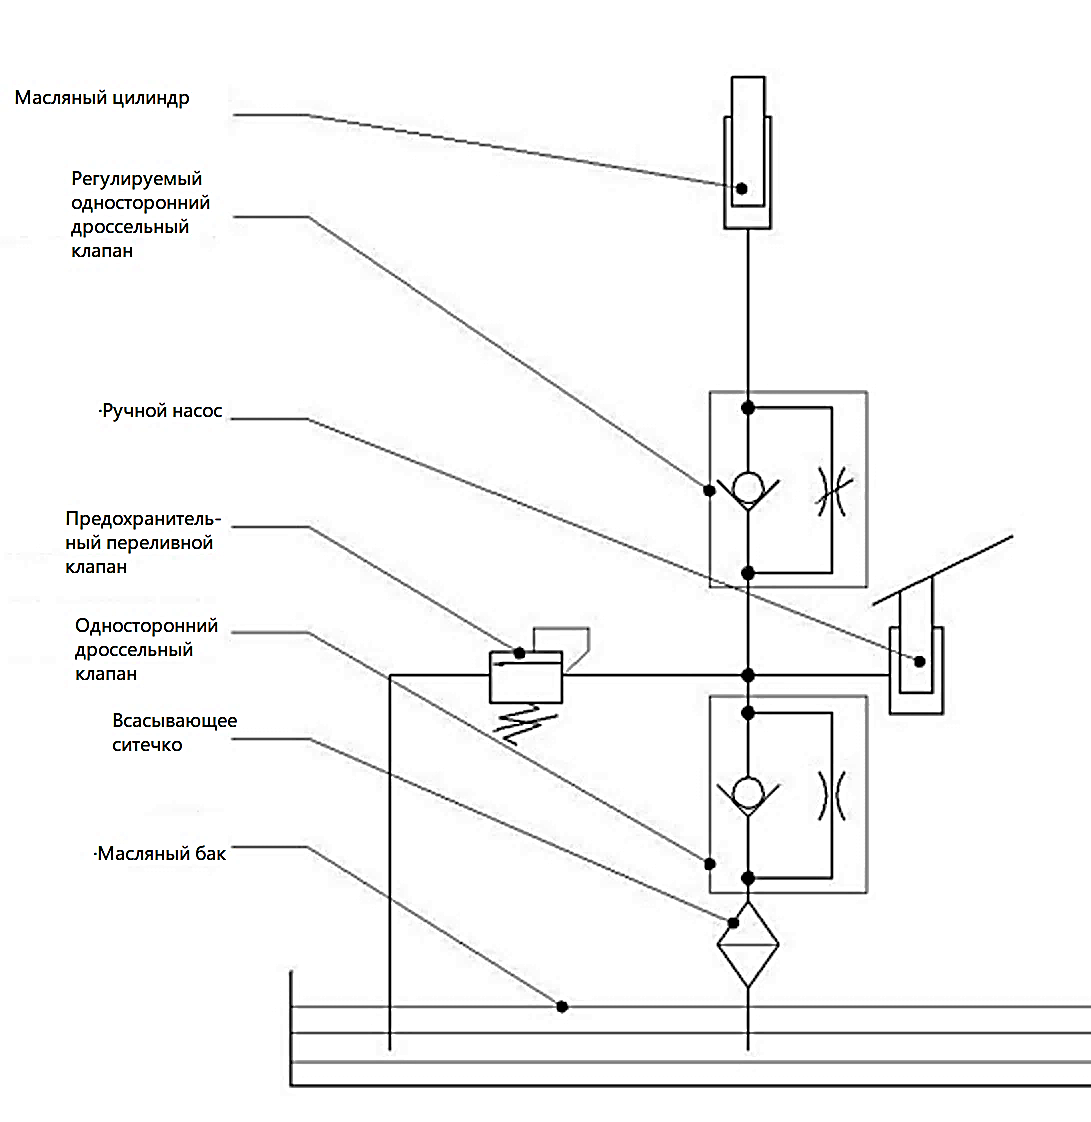 Масляный цилиндр
Регулируемый
односторонний
дроссельный
клапан
·Ручной насос
Предохранитель-
ный переливной
клапан
Односторонний
дроссельный
клапан
Всасывающее
ситечко
·Масляный бак